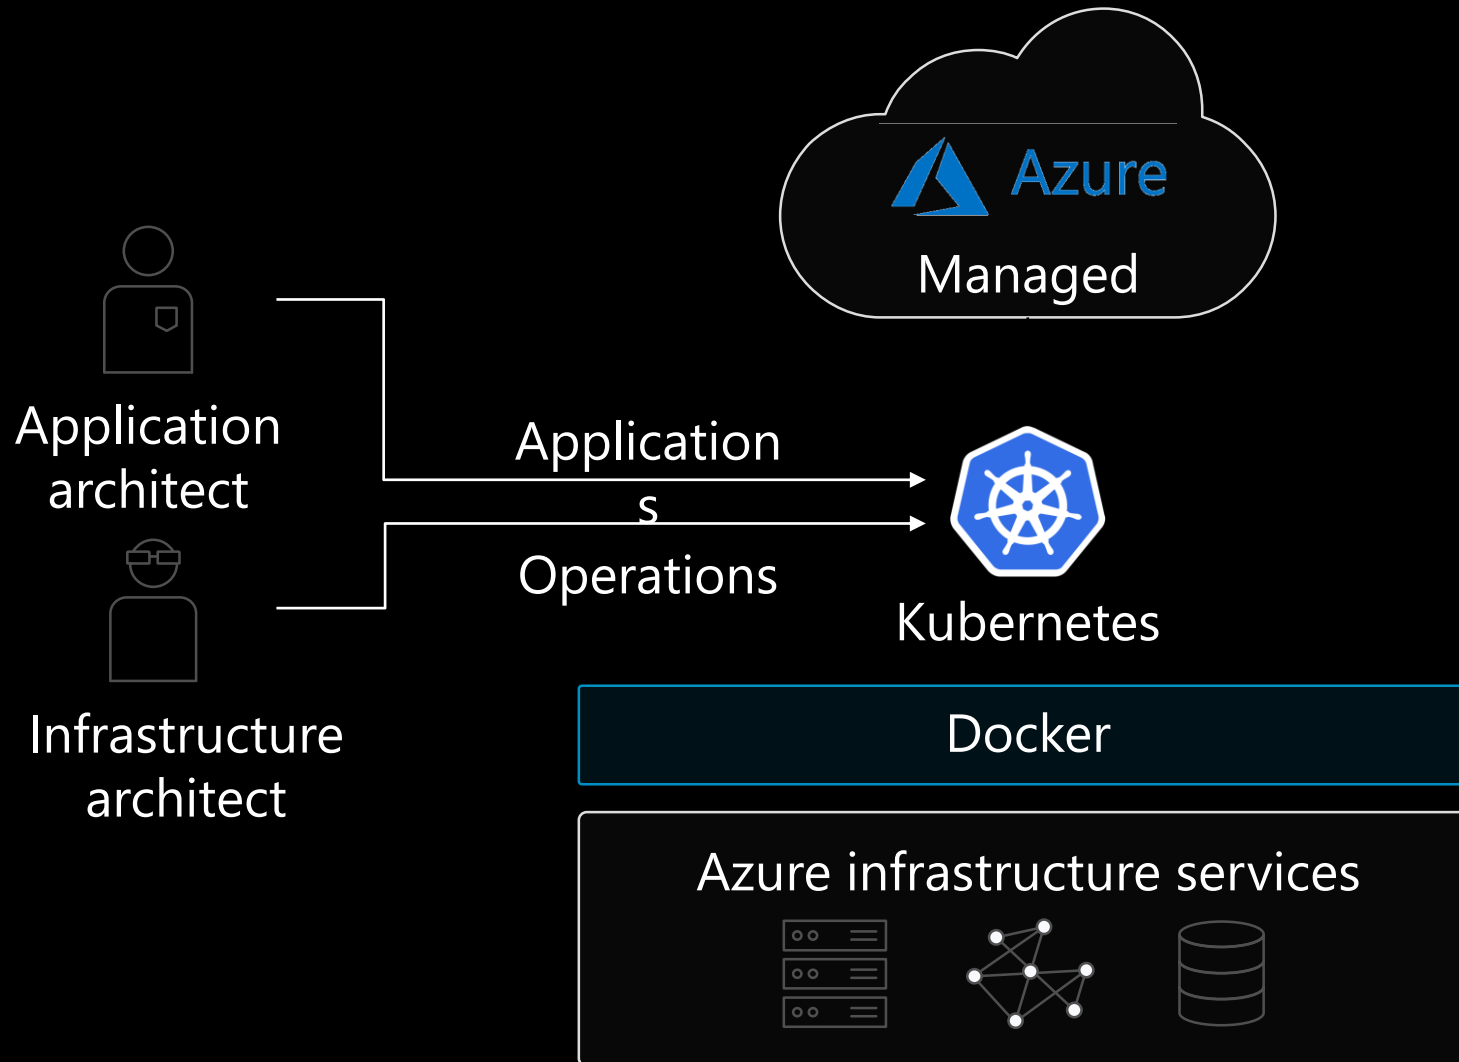 Azure
Managed
Application
architect
Application
s
Operations
Kubernetes
Infrastructure
architect
Docker
Azure infrastructure services